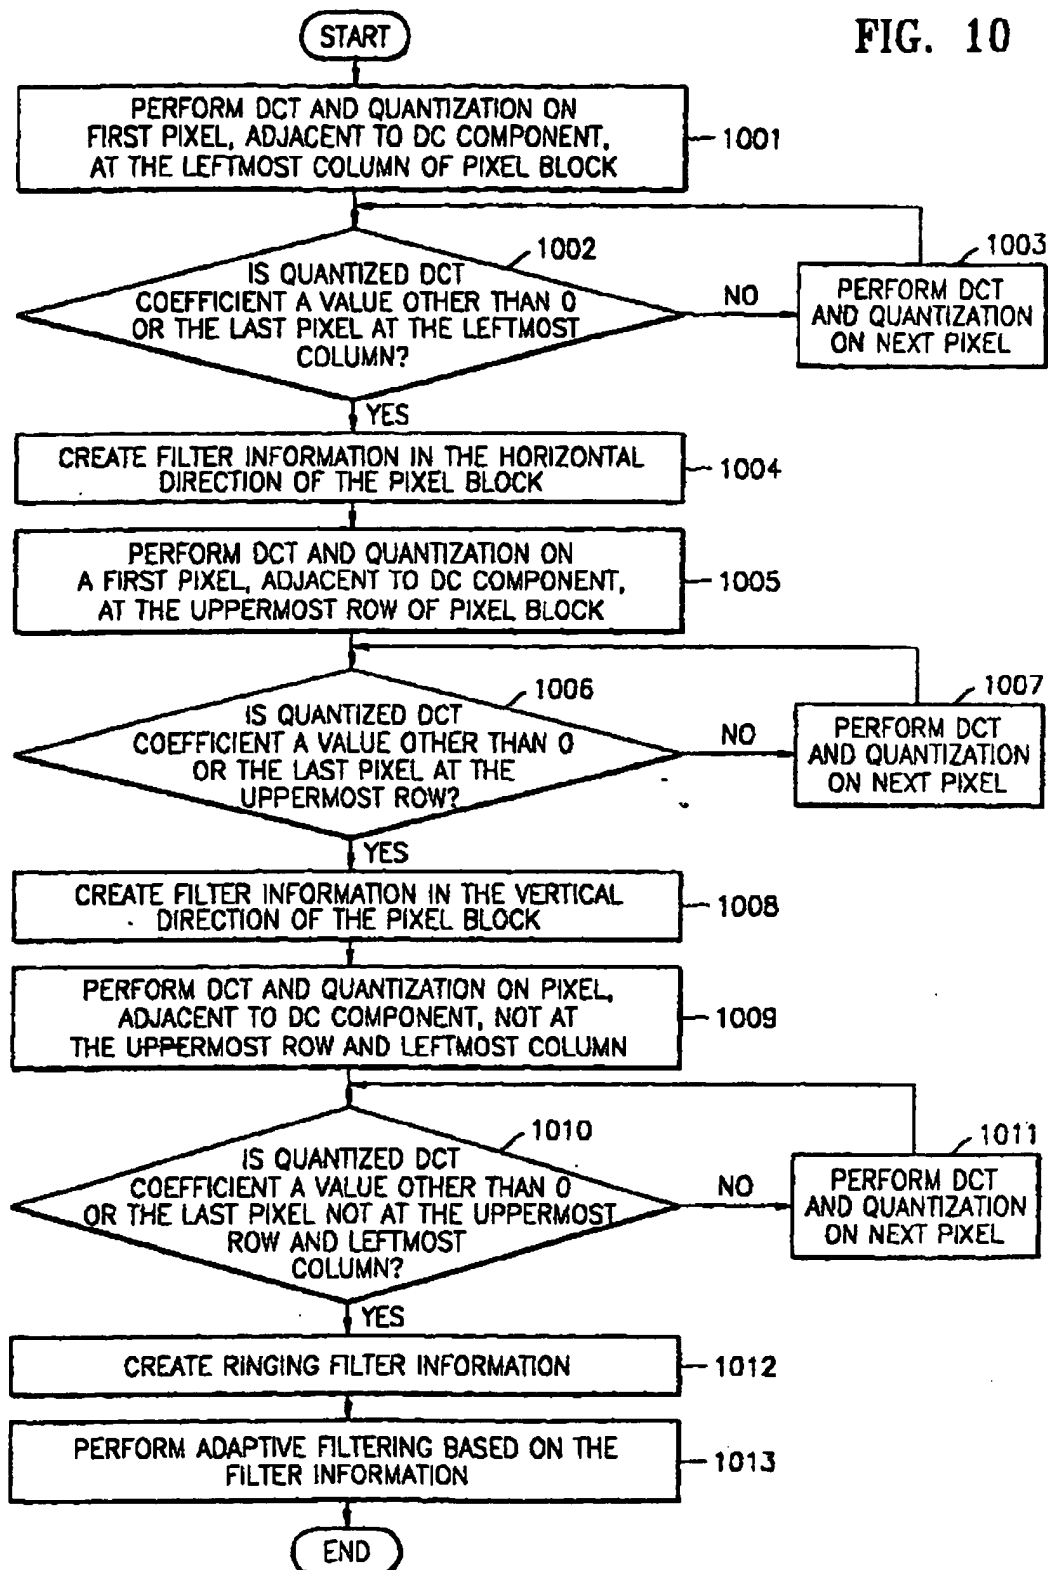 FIG. 10
START
PERFORM DCT AND QUANTIZATION ON
FIRST PIXEL, ADJACENT TO DC COMPONENT,
AT THE LEFTMOST COLUMN OF PIXEL BLOCK
1001
1002
IS QUANTIZED DCT
COEFFICIENT A VALUE OTHER THAN 0
OR THE LAST PIXEL AT THE LEFTMOST
COLUMN?
NO
1003
PERFORM DCT
AND QUANTIZATION
ON NEXT PIXEL
YES
CREATE FILTER INFORMATION IN THE HORIZONTAL
DIRECTION OF THE PIXEL BLOCK
1004
PERFORM DCT AND QUANTIZATION ON
A FIRST PIXEL, ADJACENT TO DC COMPONENT,
AT THE UPPERMOST ROW OF PIXEL BLOCK
1005
1006
IS QUANTIZED DCT
COEFFICIENT A VALUE OTHER THAN 0
OR THE LAST PIXEL AT THE
UPPERMOST ROW?
NO
1007
PERFORM DCT
AND QUANTIZATION
ON NEXT PIXEL
YES
CREATE FILTER INFORMATION IN THE VERTICAL
DIRECTION OF THE PIXEL BLOCK
1008
PERFORM DCT AND QUANTIZATION ON PIXEL,
ADJACENT TO DC COMPONENT, NOT AT
THE UPPERMOST ROW AND LEFTMOST COLUMN
1009
1010
IS QUANTIZED DCT
COEFFICIENT A VALUE OTHER THAN 0
OR THE LAST PIXEL NOT AT THE UPPERMOST
ROW AND LEFTMOST
COLUMN?
NO
1011
PERFORM DCT
AND QUANTIZATION
ON NEXT PIXEL
YES
CREATE RINGING FILTER INFORMATION
1012
PERFORM ADAPTIVE FILTERING BASED ON THE
FILTER INFORMATION
1013
END